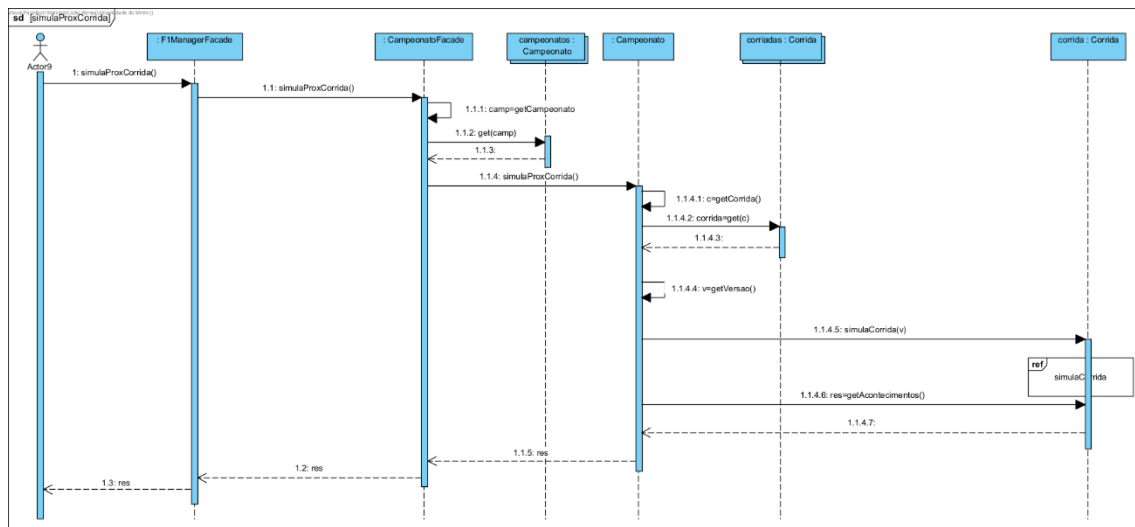 sd [simulaProxCorrida]
Actor9
: F1ManagerFacade
: CampeonatoFacade
campeonatos :
Campeonato
: Campeonato
corriadas : Corrida
corrida : Corrida
1: simulaProxCorrida()
1.1: simulaProxCorrida()
1.1.1: camp=getCampeonato
1.1.2: get(camp)
1.1.3:
1.1.4: simulaProxCorrida()
1.1.4.1: c=getCorrida()
1.1.4.2: corrida=get(c)
1.1.4.3:
1.1.4.4: v=getVersao()
1.1.4.5: simulaCorrida(v)
ref
simulaCorrida
1.1.4.6: res=getAcontecimentos()
1.1.4.7:
1.1.5: res
1.2: res
1.3: res